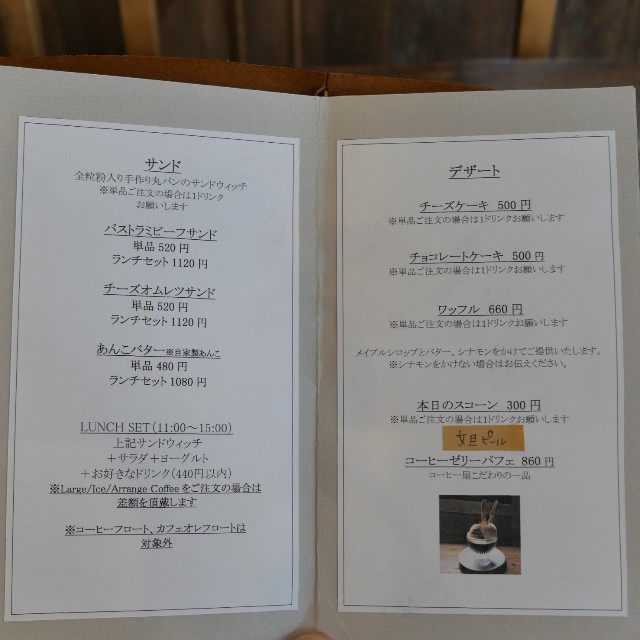 サンド
全粒粉入り手作り丸パンのサンドウィッチ
※単品ご注文の場合は1ドリンク
お願いします
パストラミビーフサンド
単品 520 円
ランチセット 1120 円
チーズオムレツサンド
単品 520 円
ランチセット 1120 円
あんこバター※自家製あんこ
単品 480 円
ランチセット 1080 円
LUNCH SET (11:00～15:00)
上記サンドウィッチ
＋サラダ＋ヨーグルト
＋お好きなドリンク(440円以内)
※Large/Ice/Arrange Coffeeをご注文の場合は
差額を頂戴します
※コーヒーフロート、カフェオレフロートは
対象外
デザート
チーズケーキ 500 円
※単品ご注文の場合は1ドリンクお願いします
チョコレートケーキ 500 円
※単品ご注文の場合は1ドリンクお願いします
ワッフル 660 円
※単品ご注文の場合は1ドリンクお願いします
メイプルシロップとバター、シナモンをかけてご提供いたします。
※シナモンをかけない場合はお伝えください。
本日のスコーン 300 円
※単品ご注文の場合は1ドリンクお願いします
文旦ピール
コーヒーゼリーパフェ 860 円
コーヒー屋こだわりの一品